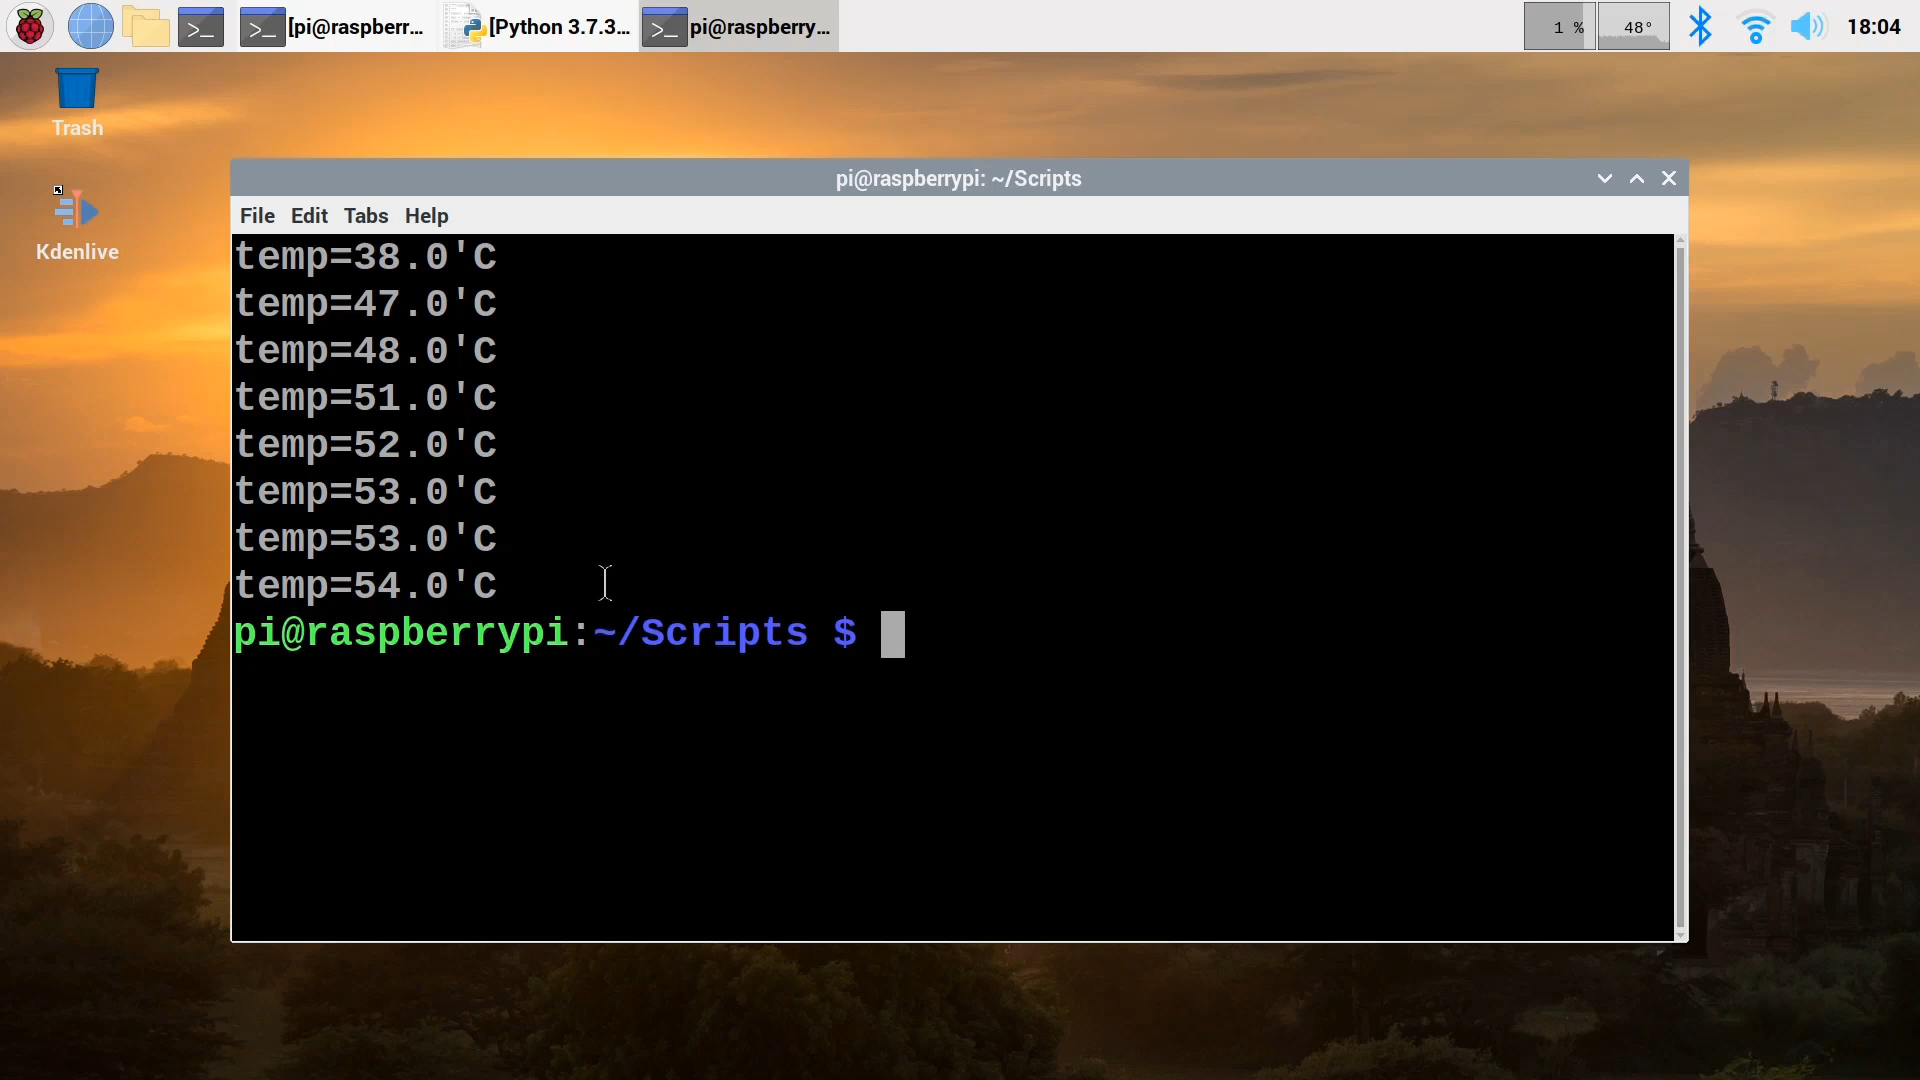 [pi@raspberr... [Python 3.7.3... pi@raspberry... 1 % 48° 18:04
Trash
Kdenlive
pi@raspberrypi: ~/Scripts
File Edit Tabs Help
temp=38.0'C
temp=47.0'C
temp=48.0'C
temp=51.0'C
temp=52.0'C
temp=53.0'C
temp=53.0'C
temp=54.0'C
pi@raspberrypi:~/Scripts $